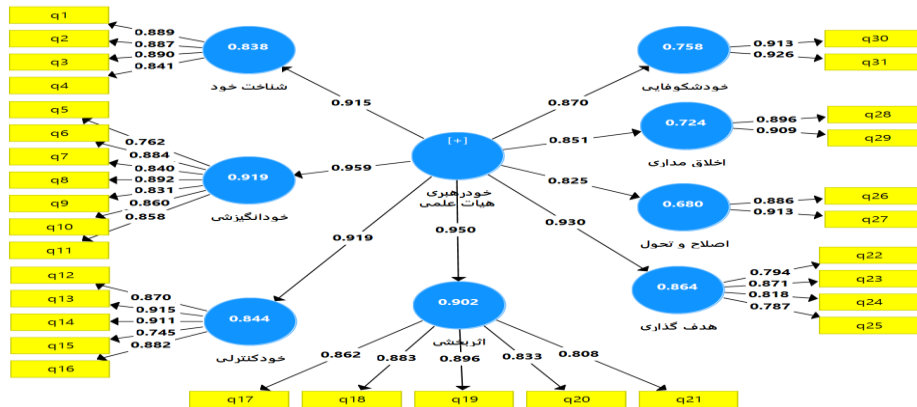 q1
q2
q3
q4
0.889
0.887
0.890
0.841
0.838
شناخت خود
0.915
q5
q6
q7
q8
q9
q10
q11
0.762
0.884
0.840
0.892
0.831
0.860
0.858
0.919
خودانگیزشی
0.959
q12
q13
q14
q15
q16
0.870
0.915
0.911
0.745
0.882
0.844
خودکنترلی
0.919
[+]
خودرهبری
هیات علمی
0.950
0.902
اثربخشی
0.862
0.883
0.896
0.833
0.808
q17
q18
q19
q20
q21
0.870
0.758
خودشکوفایی
0.913
0.926
q30
q31
0.851
0.724
اخلاق مداری
0.896
0.909
q28
q29
0.825
0.680
اصلاح و تحول
0.886
0.913
q26
q27
0.930
0.864
هدف گذاری
0.794
0.871
0.818
0.787
q22
q23
q24
q25